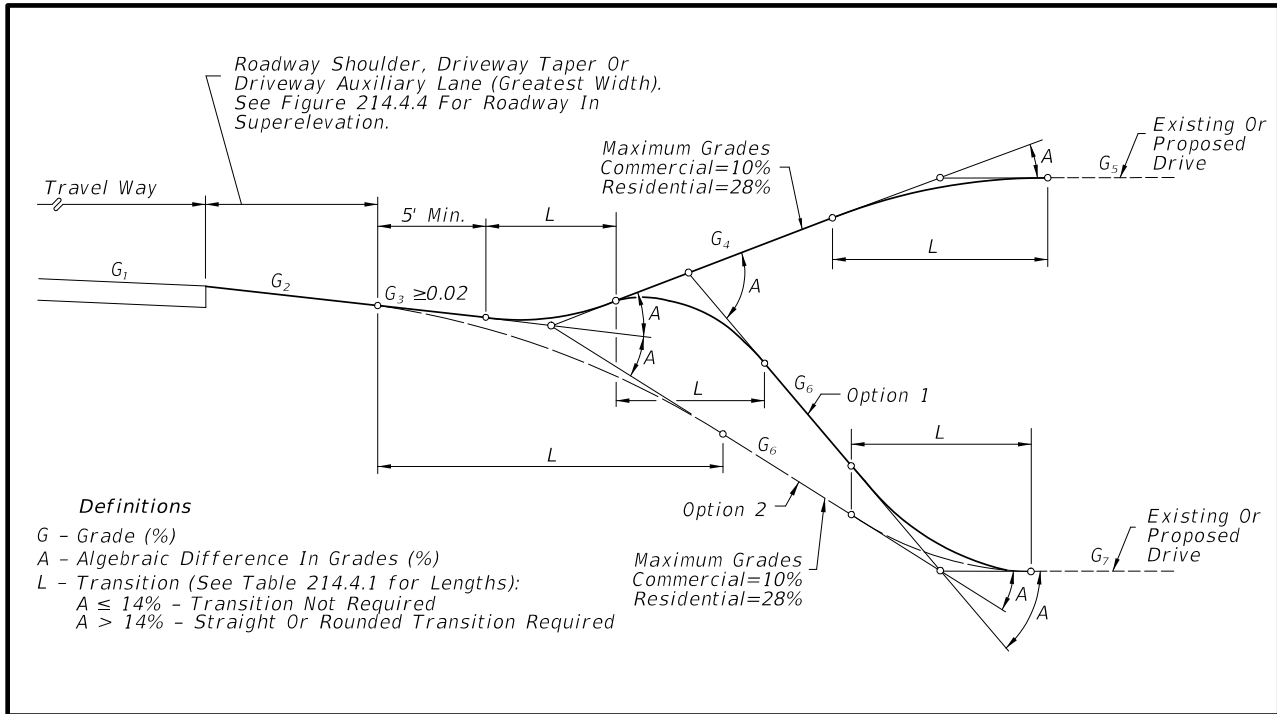 Roadway Shoulder, Driveway Taper Or
Driveway Auxiliary Lane (Greatest Width).
See Figure 214.4.4 For Roadway In
Superelevation.
Travel Way
5' Min.
L
Maximum Grades
Commercial=10%
Residential=28%
A
G₅
Existing Or
Proposed
Drive
G₁
G₂
G₃ ≥0.02
G₄
L
A
A
A
L
G₆
Option 1
L
L
G₆
Option 2
Maximum Grades
Commercial=10%
Residential=28%
G₇
Existing Or
Proposed
Drive
A
A
Definitions
G - Grade (%)
A - Algebraic Difference In Grades (%)
L - Transition (See Table 214.4.1 for Lengths):
A ≤ 14% - Transition Not Required
A > 14% - Straight Or Rounded Transition Required